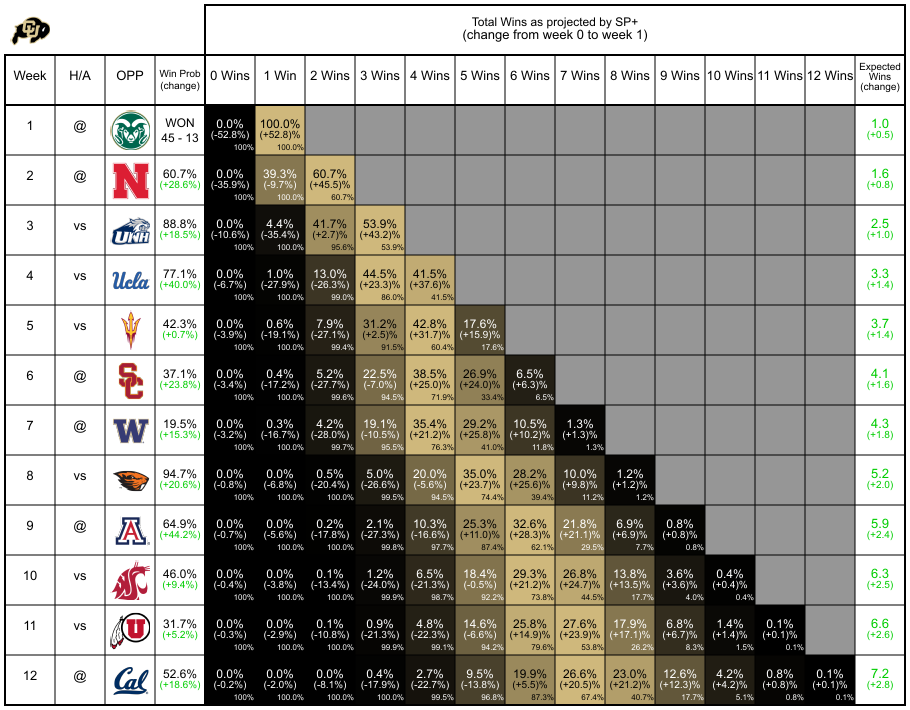 CU
Total Wins as projected by SP+
(change from week 0 to week 1)
Week H/A OPP Win Prob (change) 0 Wins 1 Win 2 Wins 3 Wins 4 Wins 5 Wins 6 Wins 7 Wins 8 Wins 9 Wins 10 Wins 11 Wins 12 Wins Expected Wins (change)
1 @ WON 0.0% 100.0% 1.0
45 - 13 (-52.8%) (+52.8)% (+0.5)
100% 100.0%
2 @ N 60.7% 0.0% 39.3% 60.7% 1.6
(+28.6%) (-35.9%) (-9.7%) (+45.5)% (+0.8)
100% 100.0% 60.7%
3 vs UNH 88.8% 0.0% 4.4% 41.7% 53.9% 2.5
(+18.5%) (-10.6%) (-35.4%) (+2.7)% (+43.2)% (+1.0)
100% 100.0% 95.6% 53.9%
4 vs Ucla 77.1% 0.0% 1.0% 13.0% 44.5% 41.5% 3.3
(+40.0%) (-6.7%) (-27.9%) (-26.3%) (+23.3)% (+37.6)% (+1.4)
100% 100.0% 99.0% 86.0% 41.5%
5 vs 42.3% 0.0% 0.6% 7.9% 31.2% 42.8% 17.6% 3.7
(+0.7%) (-3.9%) (-19.1%) (-27.1%) (+2.5)% (+31.7)% (+15.9)% (+1.4)
100% 100.0% 99.4% 91.5% 60.4% 17.6%
6 @ SC 37.1% 0.0% 0.4% 5.2% 22.5% 38.5% 26.9% 6.5% 4.1
(+23.8%) (-3.4%) (-17.2%) (-27.7%) (-7.0%) (+25.0)% (+24.0)% (+6.3)% (+1.6)
100% 100.0% 99.6% 94.5% 71.9% 33.4% 6.5%
7 @ W 19.5% 0.0% 0.3% 4.2% 19.1% 35.4% 29.2% 10.5% 1.3% 4.3
(+15.3%) (-3.2%) (-16.7%) (-28.0%) (-10.5%) (+21.2)% (+25.8)% (+10.2)% (+1.3)% (+1.8)
100% 100.0% 99.7% 95.5% 76.3% 41.0% 11.8% 1.3%
8 vs 94.7% 0.0% 0.0% 0.5% 5.0% 20.0% 35.0% 28.2% 10.0% 1.2% 5.2
(+20.6%) (-0.8%) (-6.8%) (-20.4%) (-26.6%) (-5.6%) (+23.7)% (+25.6)% (+9.8)% (+1.2)% (+2.0)
100% 100.0% 100.0% 99.5% 94.5% 74.4% 39.4% 11.2% 1.2%
9 @ A 64.9% 0.0% 0.0% 0.2% 2.1% 10.3% 25.3% 32.6% 21.8% 6.9% 0.8% 5.9
(+44.2%) (-0.7%) (-5.6%) (-17.8%) (-27.3%) (-16.6%) (+11.0)% (+28.3)% (+21.1)% (+6.9)% (+0.8)% (+2.4)
100% 100.0% 100.0% 99.8% 97.7% 87.4% 62.1% 29.5% 7.7% 0.8%
10 vs 46.0% 0.0% 0.0% 0.1% 1.2% 6.5% 18.4% 29.3% 26.8% 13.8% 3.6% 0.4% 6.3
(+9.4%) (-0.4%) (-3.8%) (-13.4%) (-24.0%) (-21.3%) (-0.5%) (+21.2)% (+24.7)% (+13.5)% (+3.6)% (+0.4)% (+2.5)
100% 100.0% 100.0% 99.9% 98.7% 92.2% 73.8% 44.5% 17.7% 4.0% 0.4%
11 vs U 31.7% 0.0% 0.0% 0.1% 0.9% 4.8% 14.6% 25.8% 27.6% 17.9% 6.8% 1.4% 0.1% 6.6
(+5.2%) (-0.3%) (-2.9%) (-10.8%) (-21.3%) (-22.3%) (-6.6%) (+14.9)% (+23.9)% (+17.1)% (+6.7)% (+1.4)% (+0.1)% (+2.6)
100% 100.0% 100.0% 99.9% 99.1% 94.2% 79.6% 53.8% 26.2% 8.3% 1.5% 0.1%
12 @ Cal 52.6% 0.0% 0.0% 0.0% 0.4% 2.7% 9.5% 19.9% 26.6% 23.0% 12.6% 4.2% 0.8% 0.1% 7.2
(+18.6%) (-0.2%) (-2.0%) (-8.1%) (-17.9%) (-22.7%) (-13.8%) (+5.5)% (+20.5)% (+21.2)% (+12.3)% (+4.2)% (+0.8)% (+0.1)% (+2.8)
100% 100.0% 100.0% 100.0% 99.5% 96.8% 87.3% 67.4% 40.7% 17.7% 5.1% 0.8% 0.1%